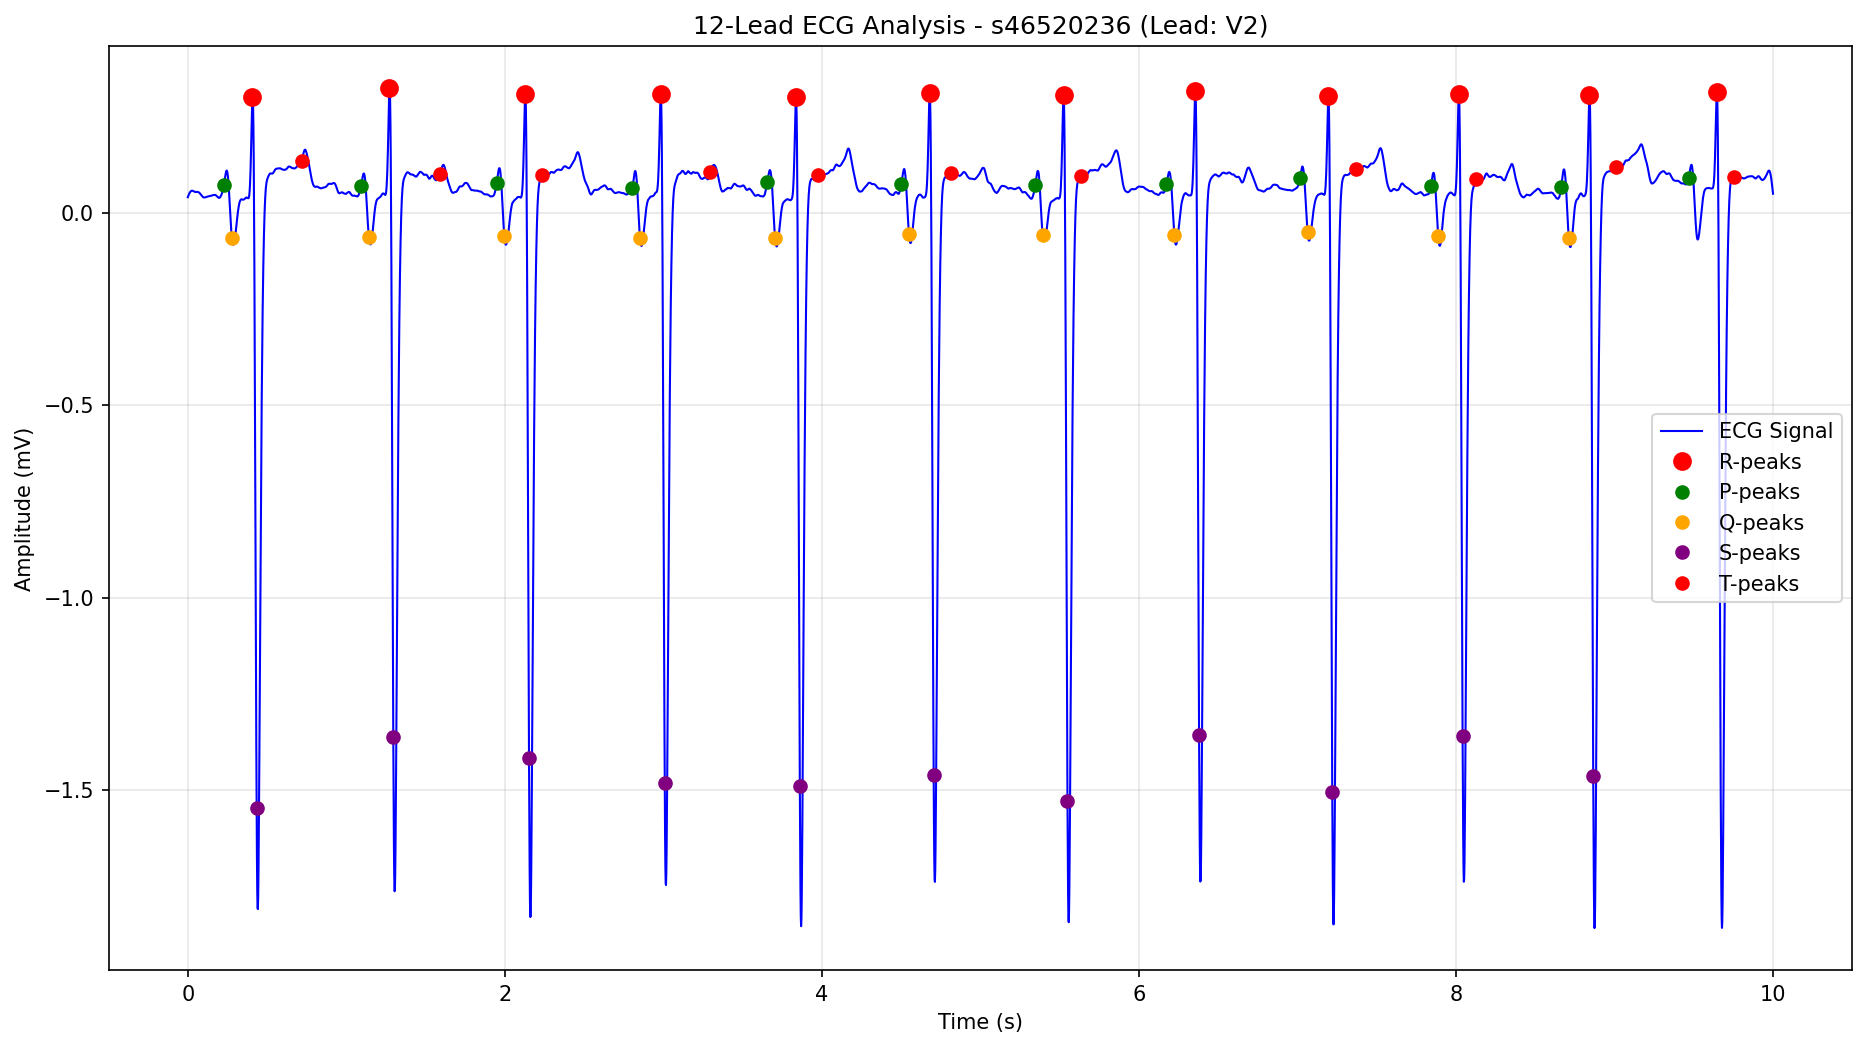 12-Lead ECG Analysis - s46520236 (Lead: V2)
Amplitude (mV)
0.0
−0.5
−1.0
−1.5
ECG Signal
R-peaks
P-peaks
Q-peaks
S-peaks
T-peaks
0 2 4 6 8 10
Time (s)